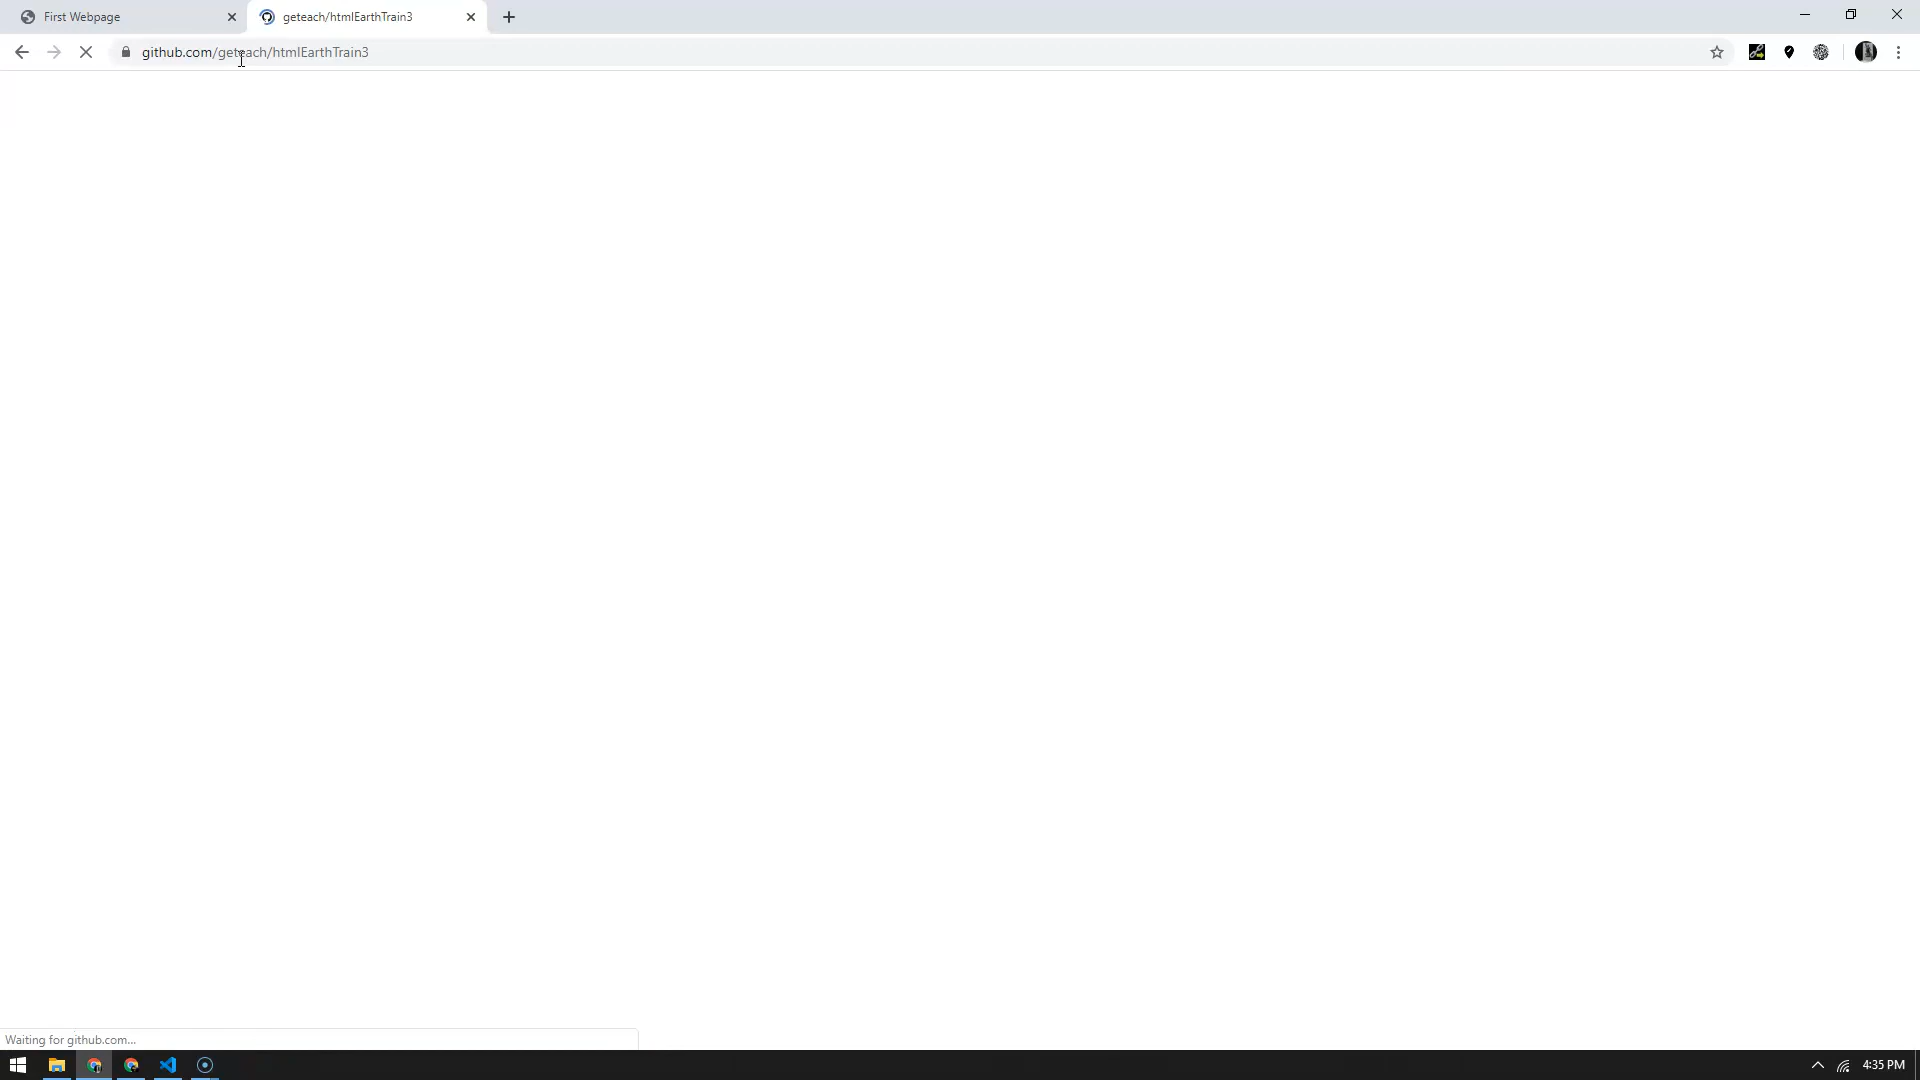 First Webpage
geteach/htmlEarthTrain3
github.com/geteach/htmlEarthTrain3
Waiting for github.com...
4:35 PM